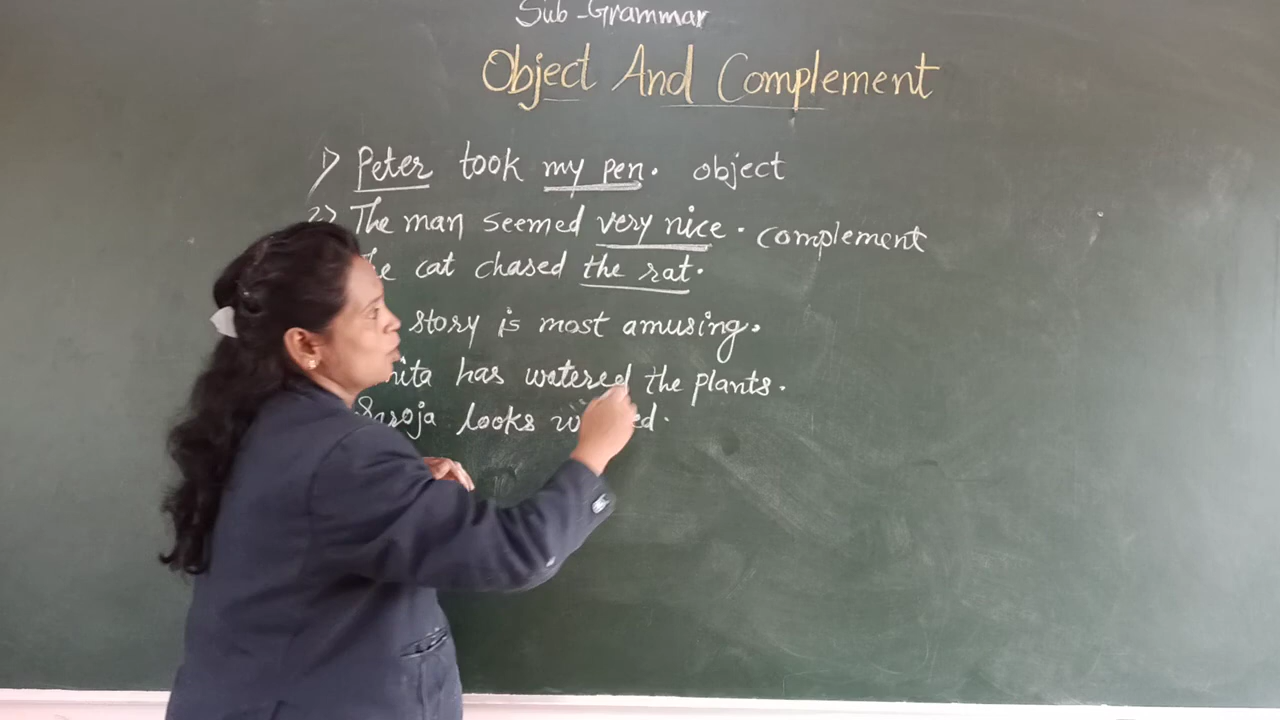 Sub-Grammar
Object And Complement
1) Peter took my pen. object
2) The man seemed very nice. complement
cat chased the rat.
story is most amusing.
has watered the plants.
Saroja looks